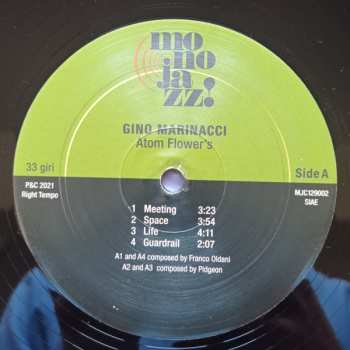 mo
no
ja
zz!
GINO MARINACCI
Atom Flower's
33 giri
Side A
P&C 2021
Right Tempo
MJC129002
SIAE
1 Meeting 3:23
2 Space 3:54
3 Life 4:11
4 Guardrail 2:07
A1 and A4 composed by Franco Oldani
A2 and A3 composed by Pidgeon